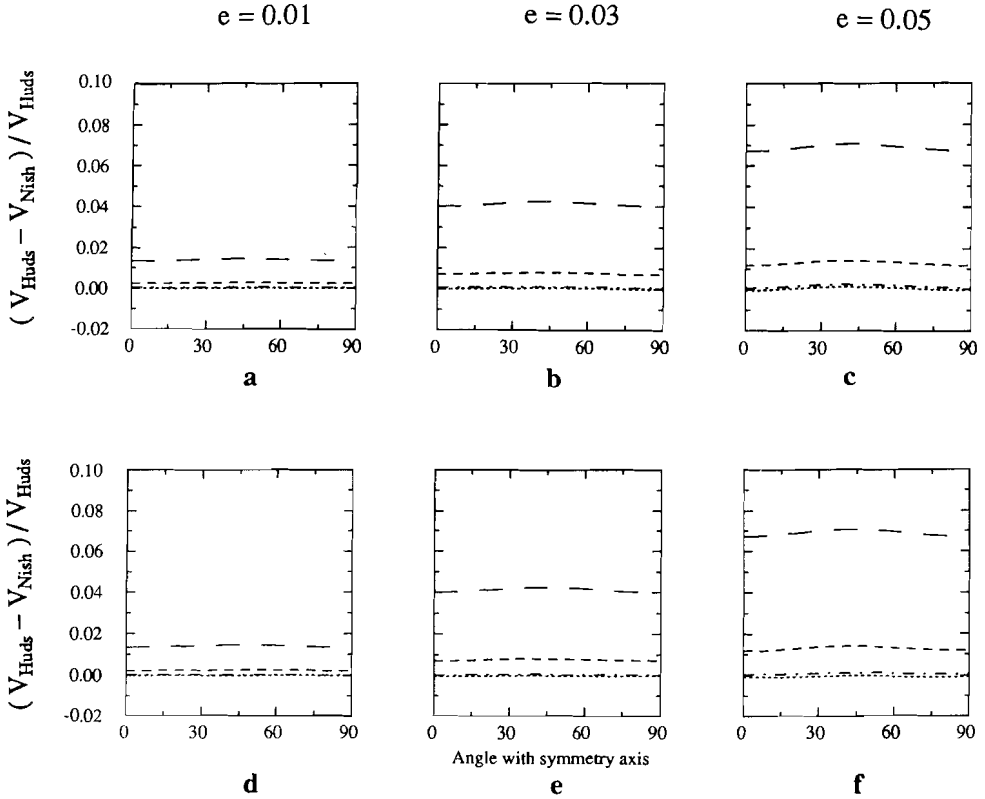 e = 0.01
e = 0.03
e = 0.05
( V_Huds − V_Nish ) / V_Huds
0.10
0.08
0.06
0.04
0.02
0.00
-0.02
0 30 60 90
0 30 60 90
0 30 60 90
a
b
c
( V_Huds − V_Nish ) / V_Huds
0.10
0.08
0.06
0.04
0.02
0.00
-0.02
0 30 60 90
0 30 60 90
0 30 60 90
Angle with symmetry axis
d
e
f